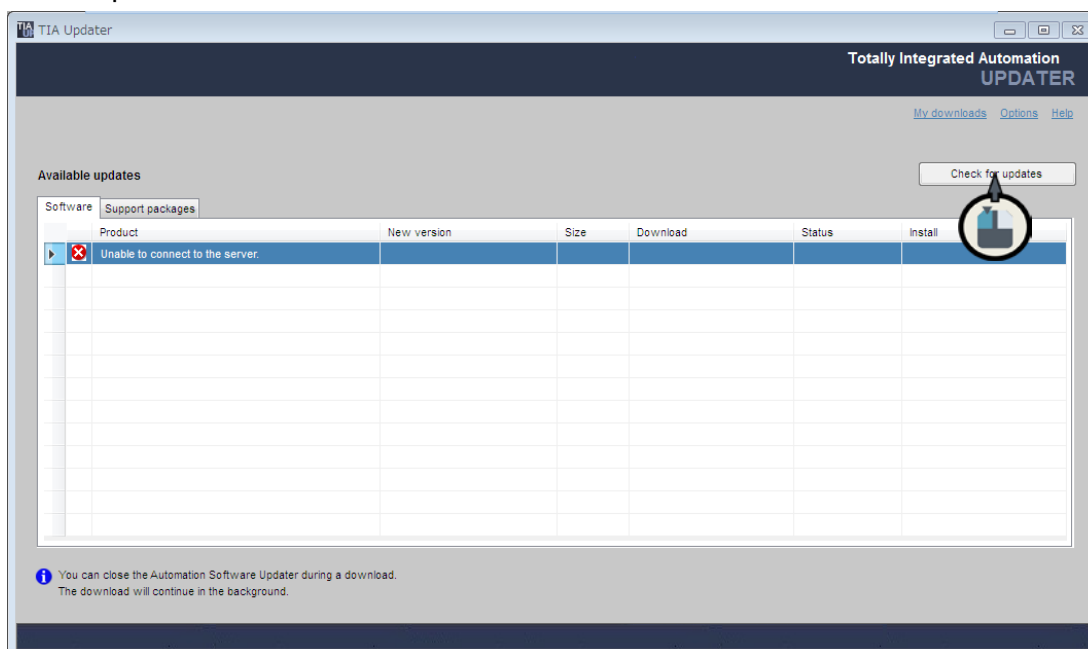 TIA Updater
Totally Integrated Automation
UPDATER
My downloads Options Help
Available updates
Check for updates
Software Support packages
Product New version Size Download Status Install
Unable to connect to the server.
You can close the Automation Software Updater during a download.
The download will continue in the background.